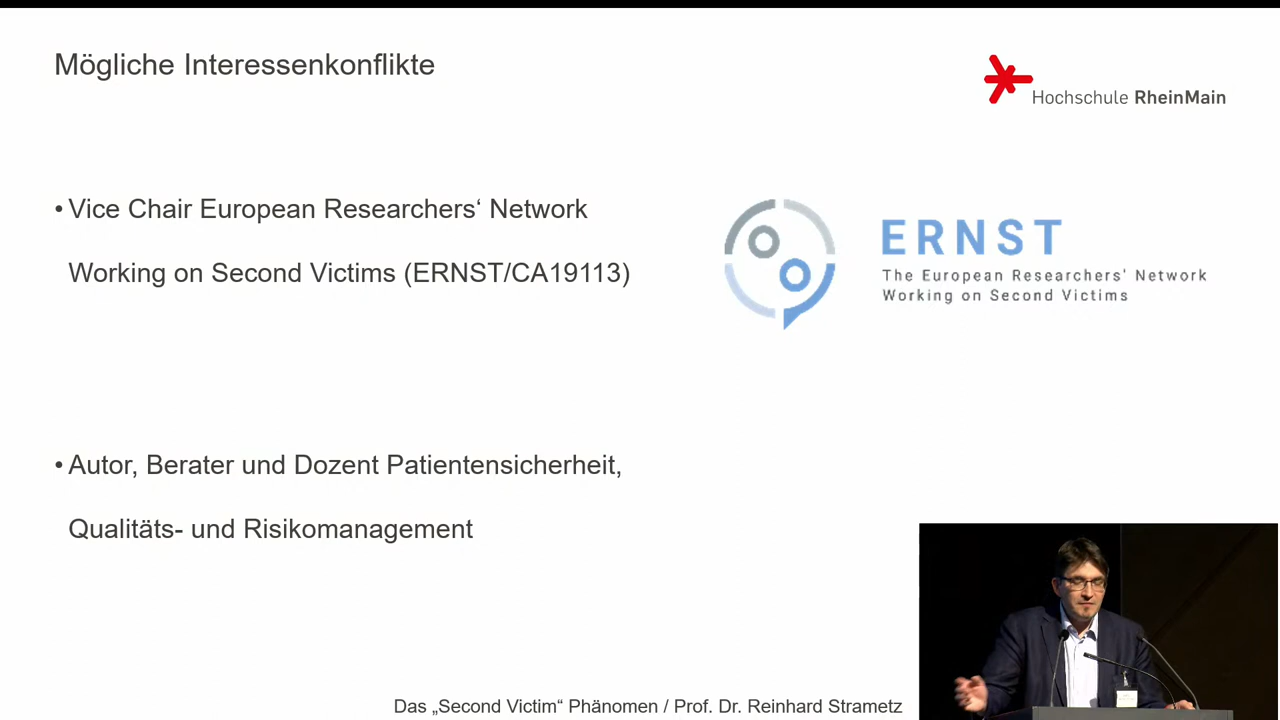 Mögliche Interessenkonflikte
Hochschule RheinMain
• Vice Chair European Researchers‘ Network
Working on Second Victims (ERNST/CA19113)
ERNST
The European Researchers' Network
Working on Second Victims
• Autor, Berater und Dozent Patientensicherheit,
Qualitäts- und Risikomanagement
Das „Second Victim“ Phänomen / Prof. Dr. Reinhard Strametz